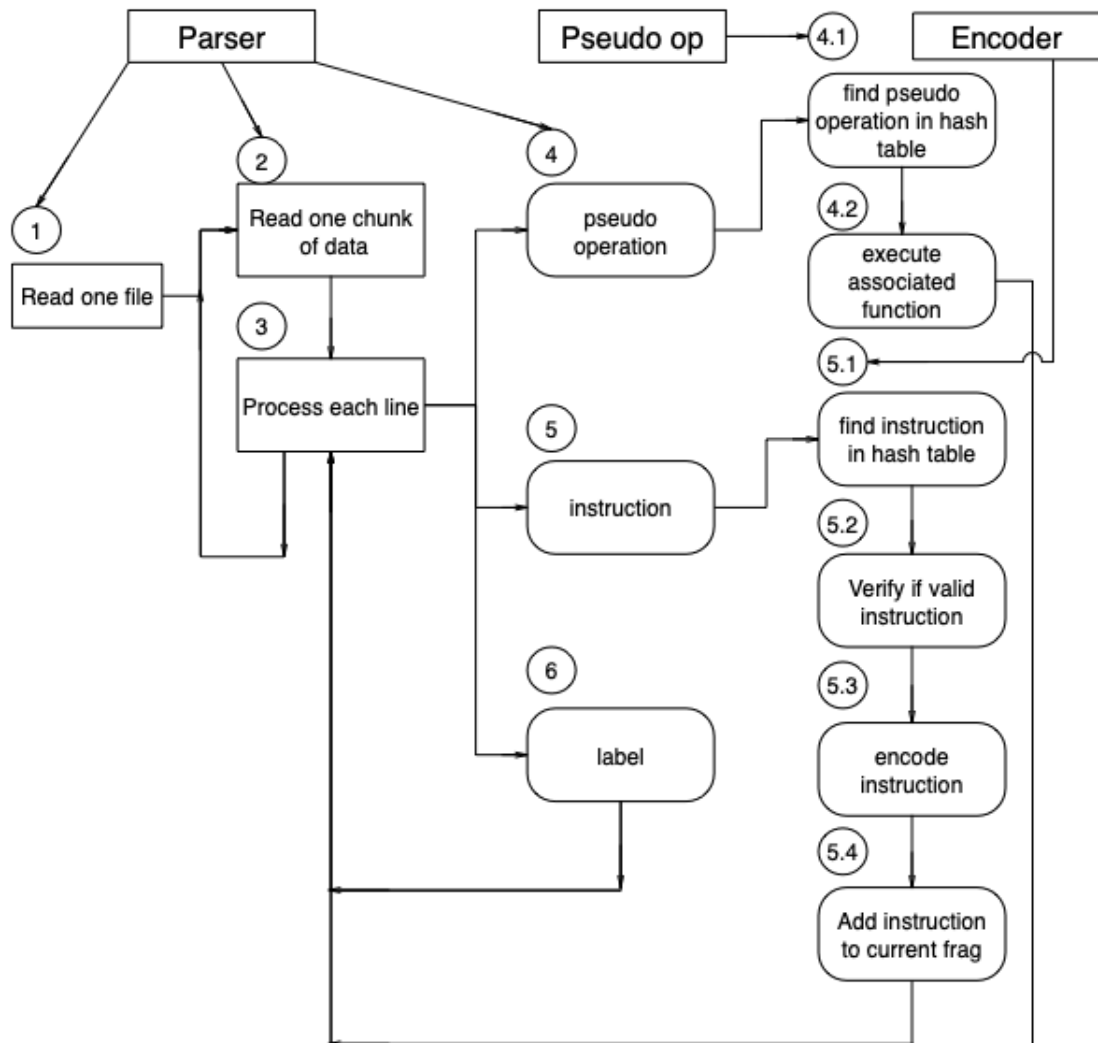 Parser
Pseudo op
4.1
Encoder
find pseudo
operation in hash
table
4
2
4.2
1
Read one chunk
of data
pseudo
operation
execute
associated
function
Read one file
3
5.1
Process each line
5
find instruction
in hash table
instruction
5.2
Verify if valid
instruction
6
5.3
label
encode
instruction
5.4
Add instruction
to current frag